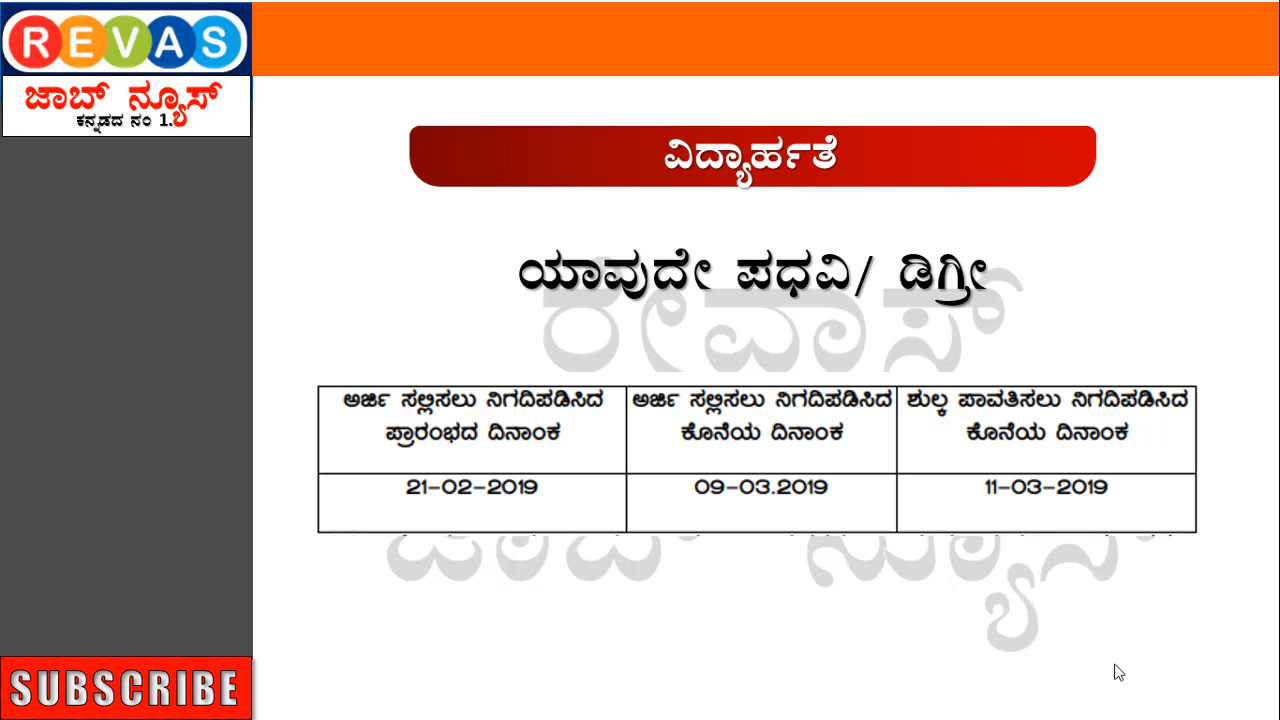 REVAS
ಜಾಬ್ ನ್ಯೂಸ್
ಕನ್ನಡದ ನಂ 1.
ವಿದ್ಯಾರ್ಹತೆ
ಯಾವುದೇ ಪಧವಿ/ ಡಿಗ್ರೀ
ರೇವಾಸ್
ಅರ್ಜಿ ಸಲ್ಲಿಸಲು ನಿಗದಿಪಡಿಸಿದ ಪ್ರಾರಂಭದ ದಿನಾಂಕ
ಅರ್ಜಿ ಸಲ್ಲಿಸಲು ನಿಗದಿಪಡಿಸಿದ ಕೊನೆಯ ದಿನಾಂಕ
ಶುಲ್ಕ ಪಾವತಿಸಲು ನಿಗದಿಪಡಿಸಿದ ಕೊನೆಯ ದಿನಾಂಕ
21-02-2019
09-03.2019
11-03-2019
SUBSCRIBE